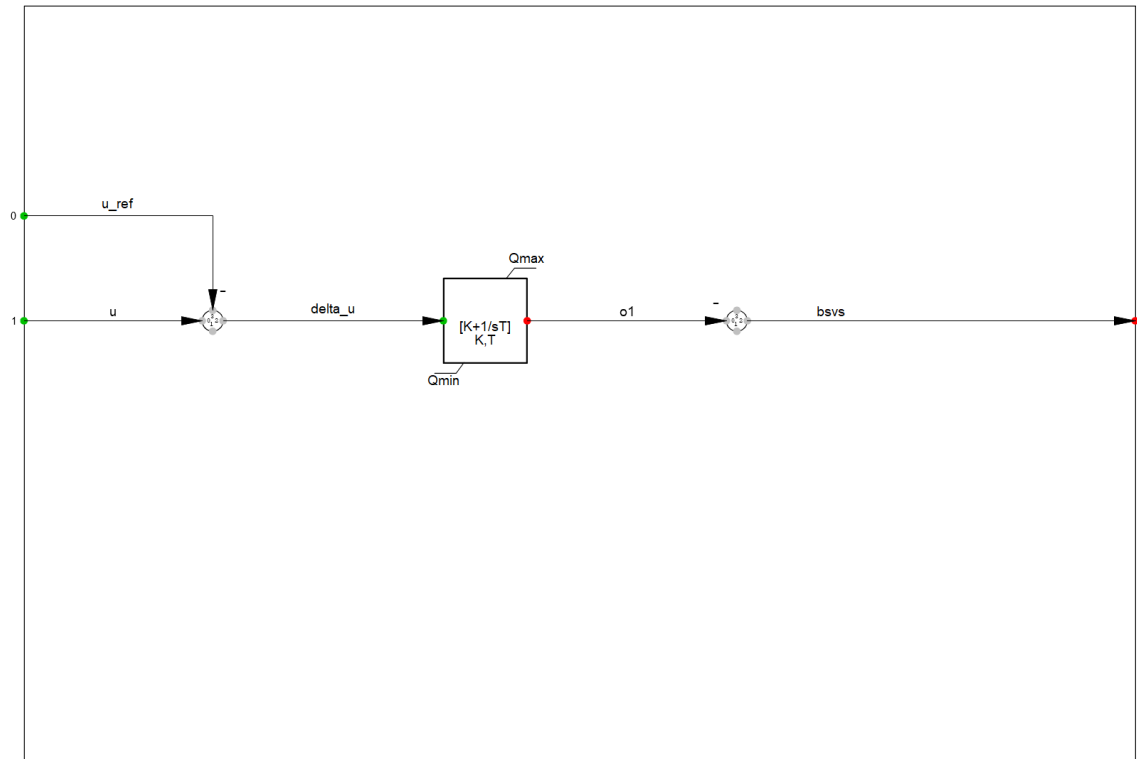 u_ref
0
-
Qmax
1
u
delta_u
[K+1/sT]
K,T
o1
-
bsvs
Qmin